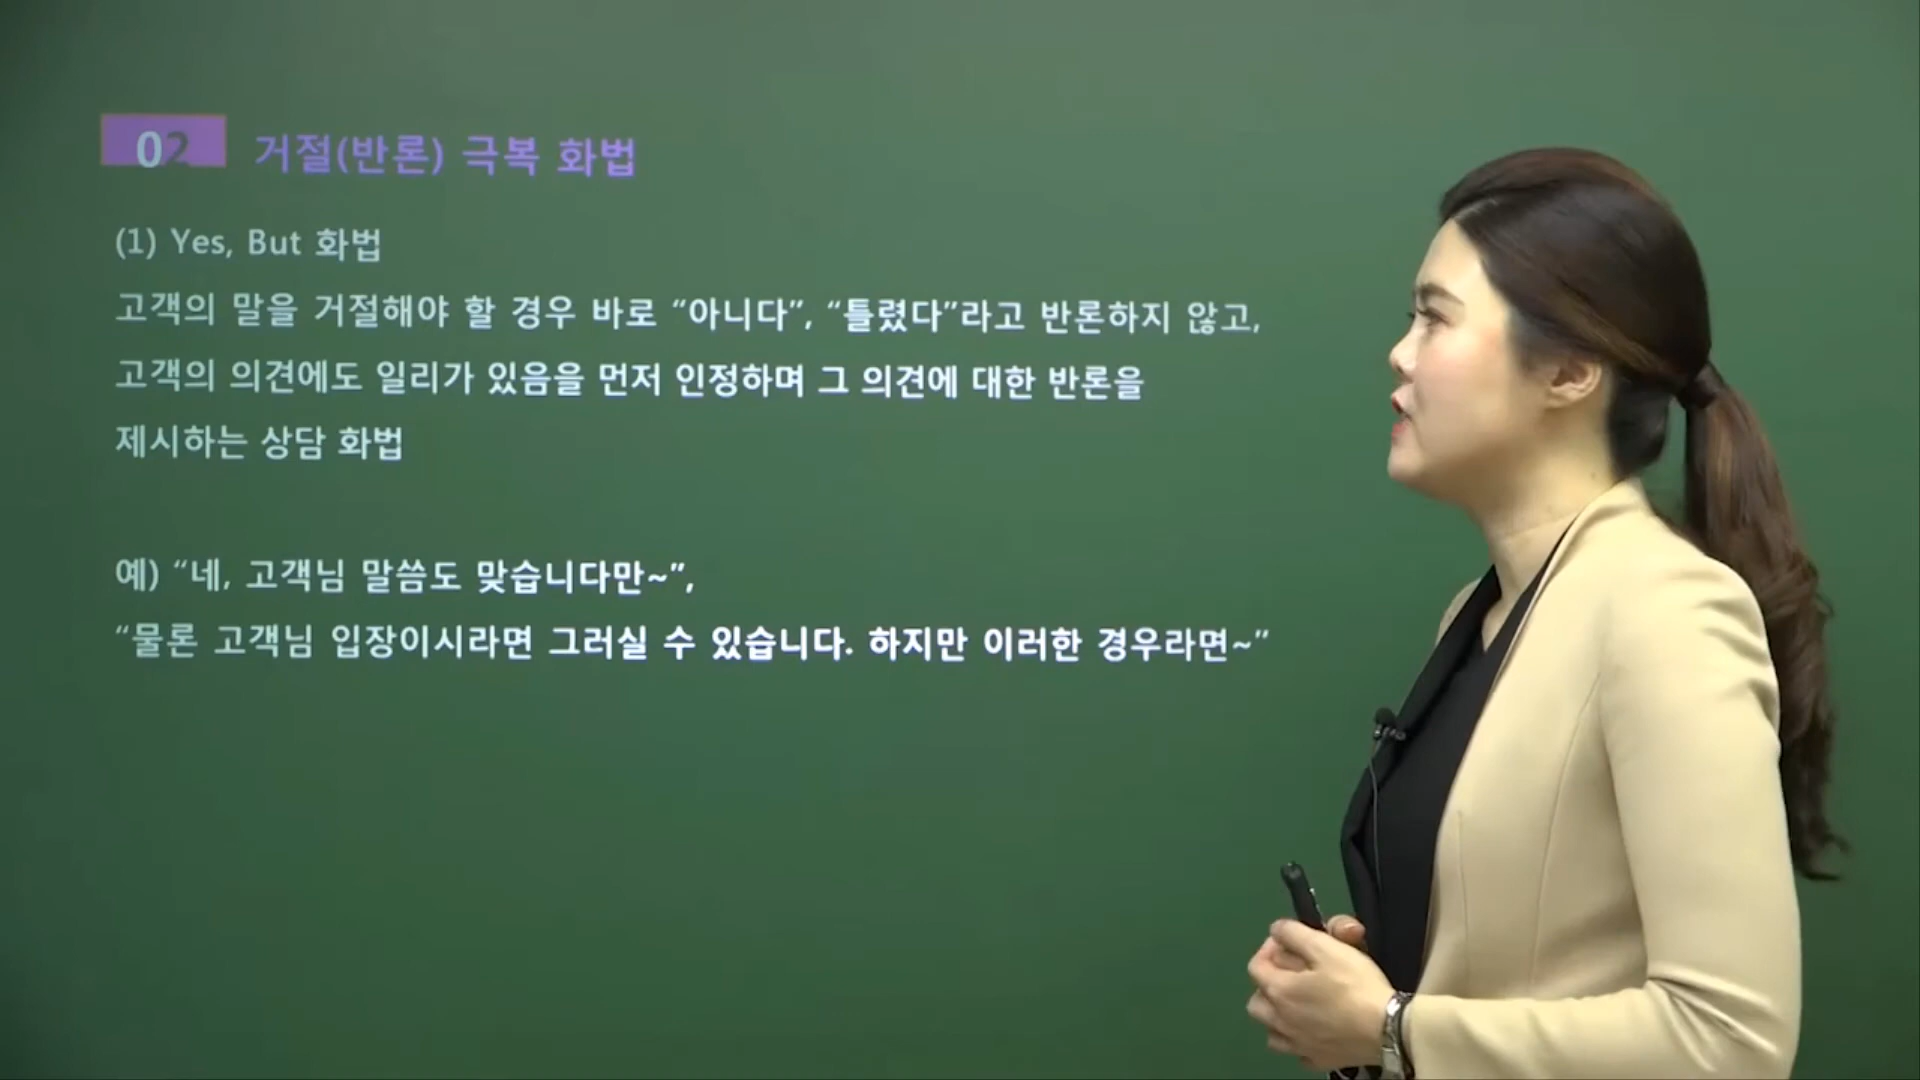 02 거절(반론) 극복 화법
(1) Yes, But 화법
고객의 말을 거절해야 할 경우 바로 “아니다”, “틀렸다”라고 반론하지 않고,
고객의 의견에도 일리가 있음을 먼저 인정하며 그 의견에 대한 반론을
제시하는 상담 화법
예) “네, 고객님 말씀도 맞습니다만~”,
“물론 고객님 입장이시라면 그러실 수 있습니다. 하지만 이러한 경우라면~”